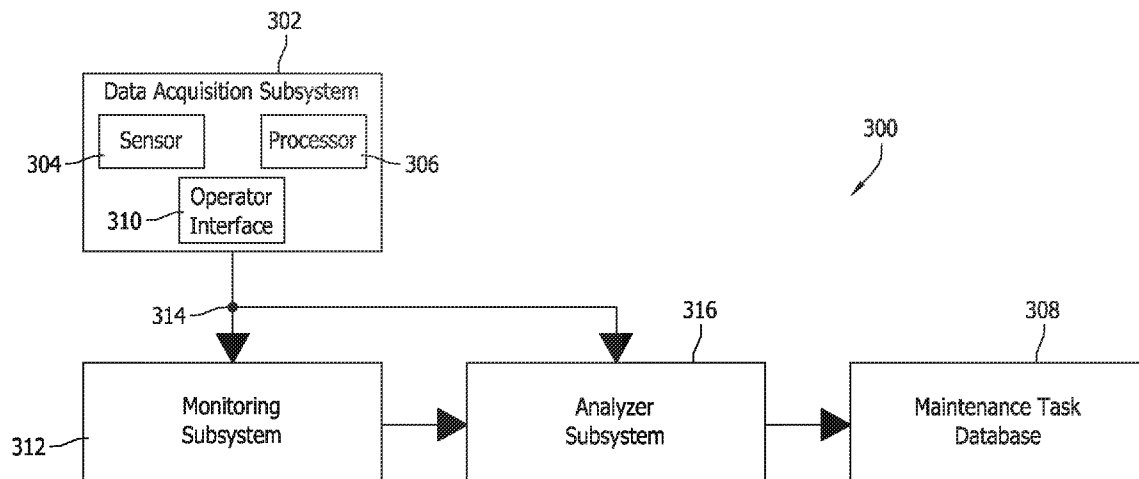 302
Data Acquisition Subsystem
Sensor
Processor
304
306
300
310
Operator
Interface
314
316
308
312
Monitoring
Subsystem
Analyzer
Subsystem
Maintenance Task
Database